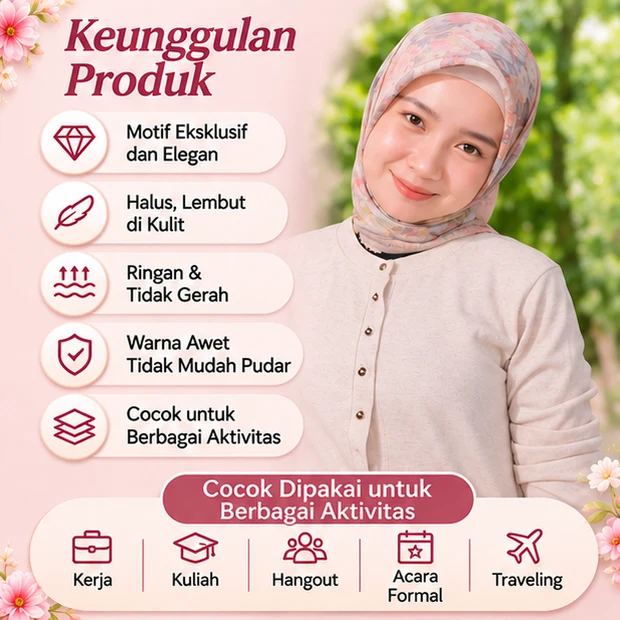 Keunggulan
Produk
Motif Eksklusif
dan Elegan
Halus, Lembut
di Kulit
Ringan &
Tidak Gerah
Warna Awet
Tidak Mudah Pudar
Cocok untuk
Berbagai Aktivitas
Cocok Dipakai untuk
Berbagai Aktivitas
Kerja
Kuliah
Hangout
Acara
Formal
Traveling